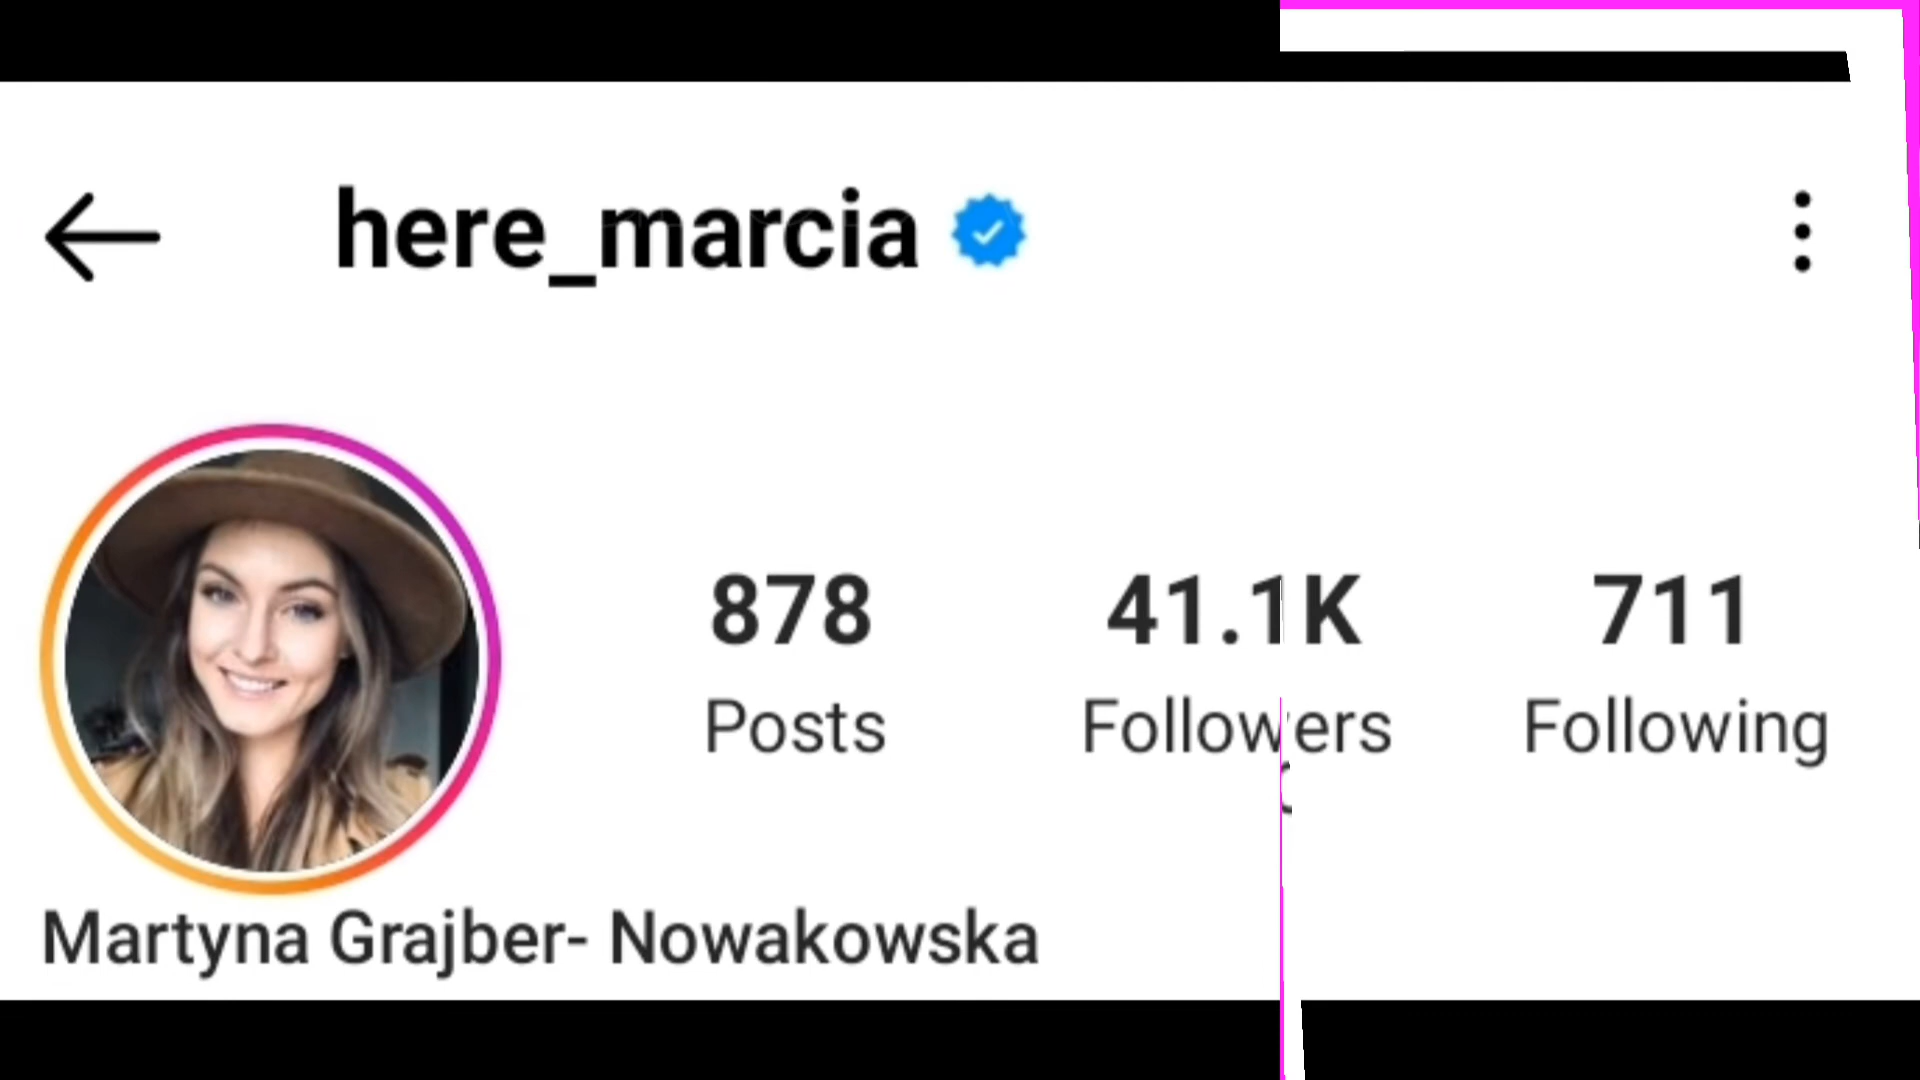 here_marcia
878 41.1K 711
Posts Followers Following
Martyna Grajber- Nowakowska